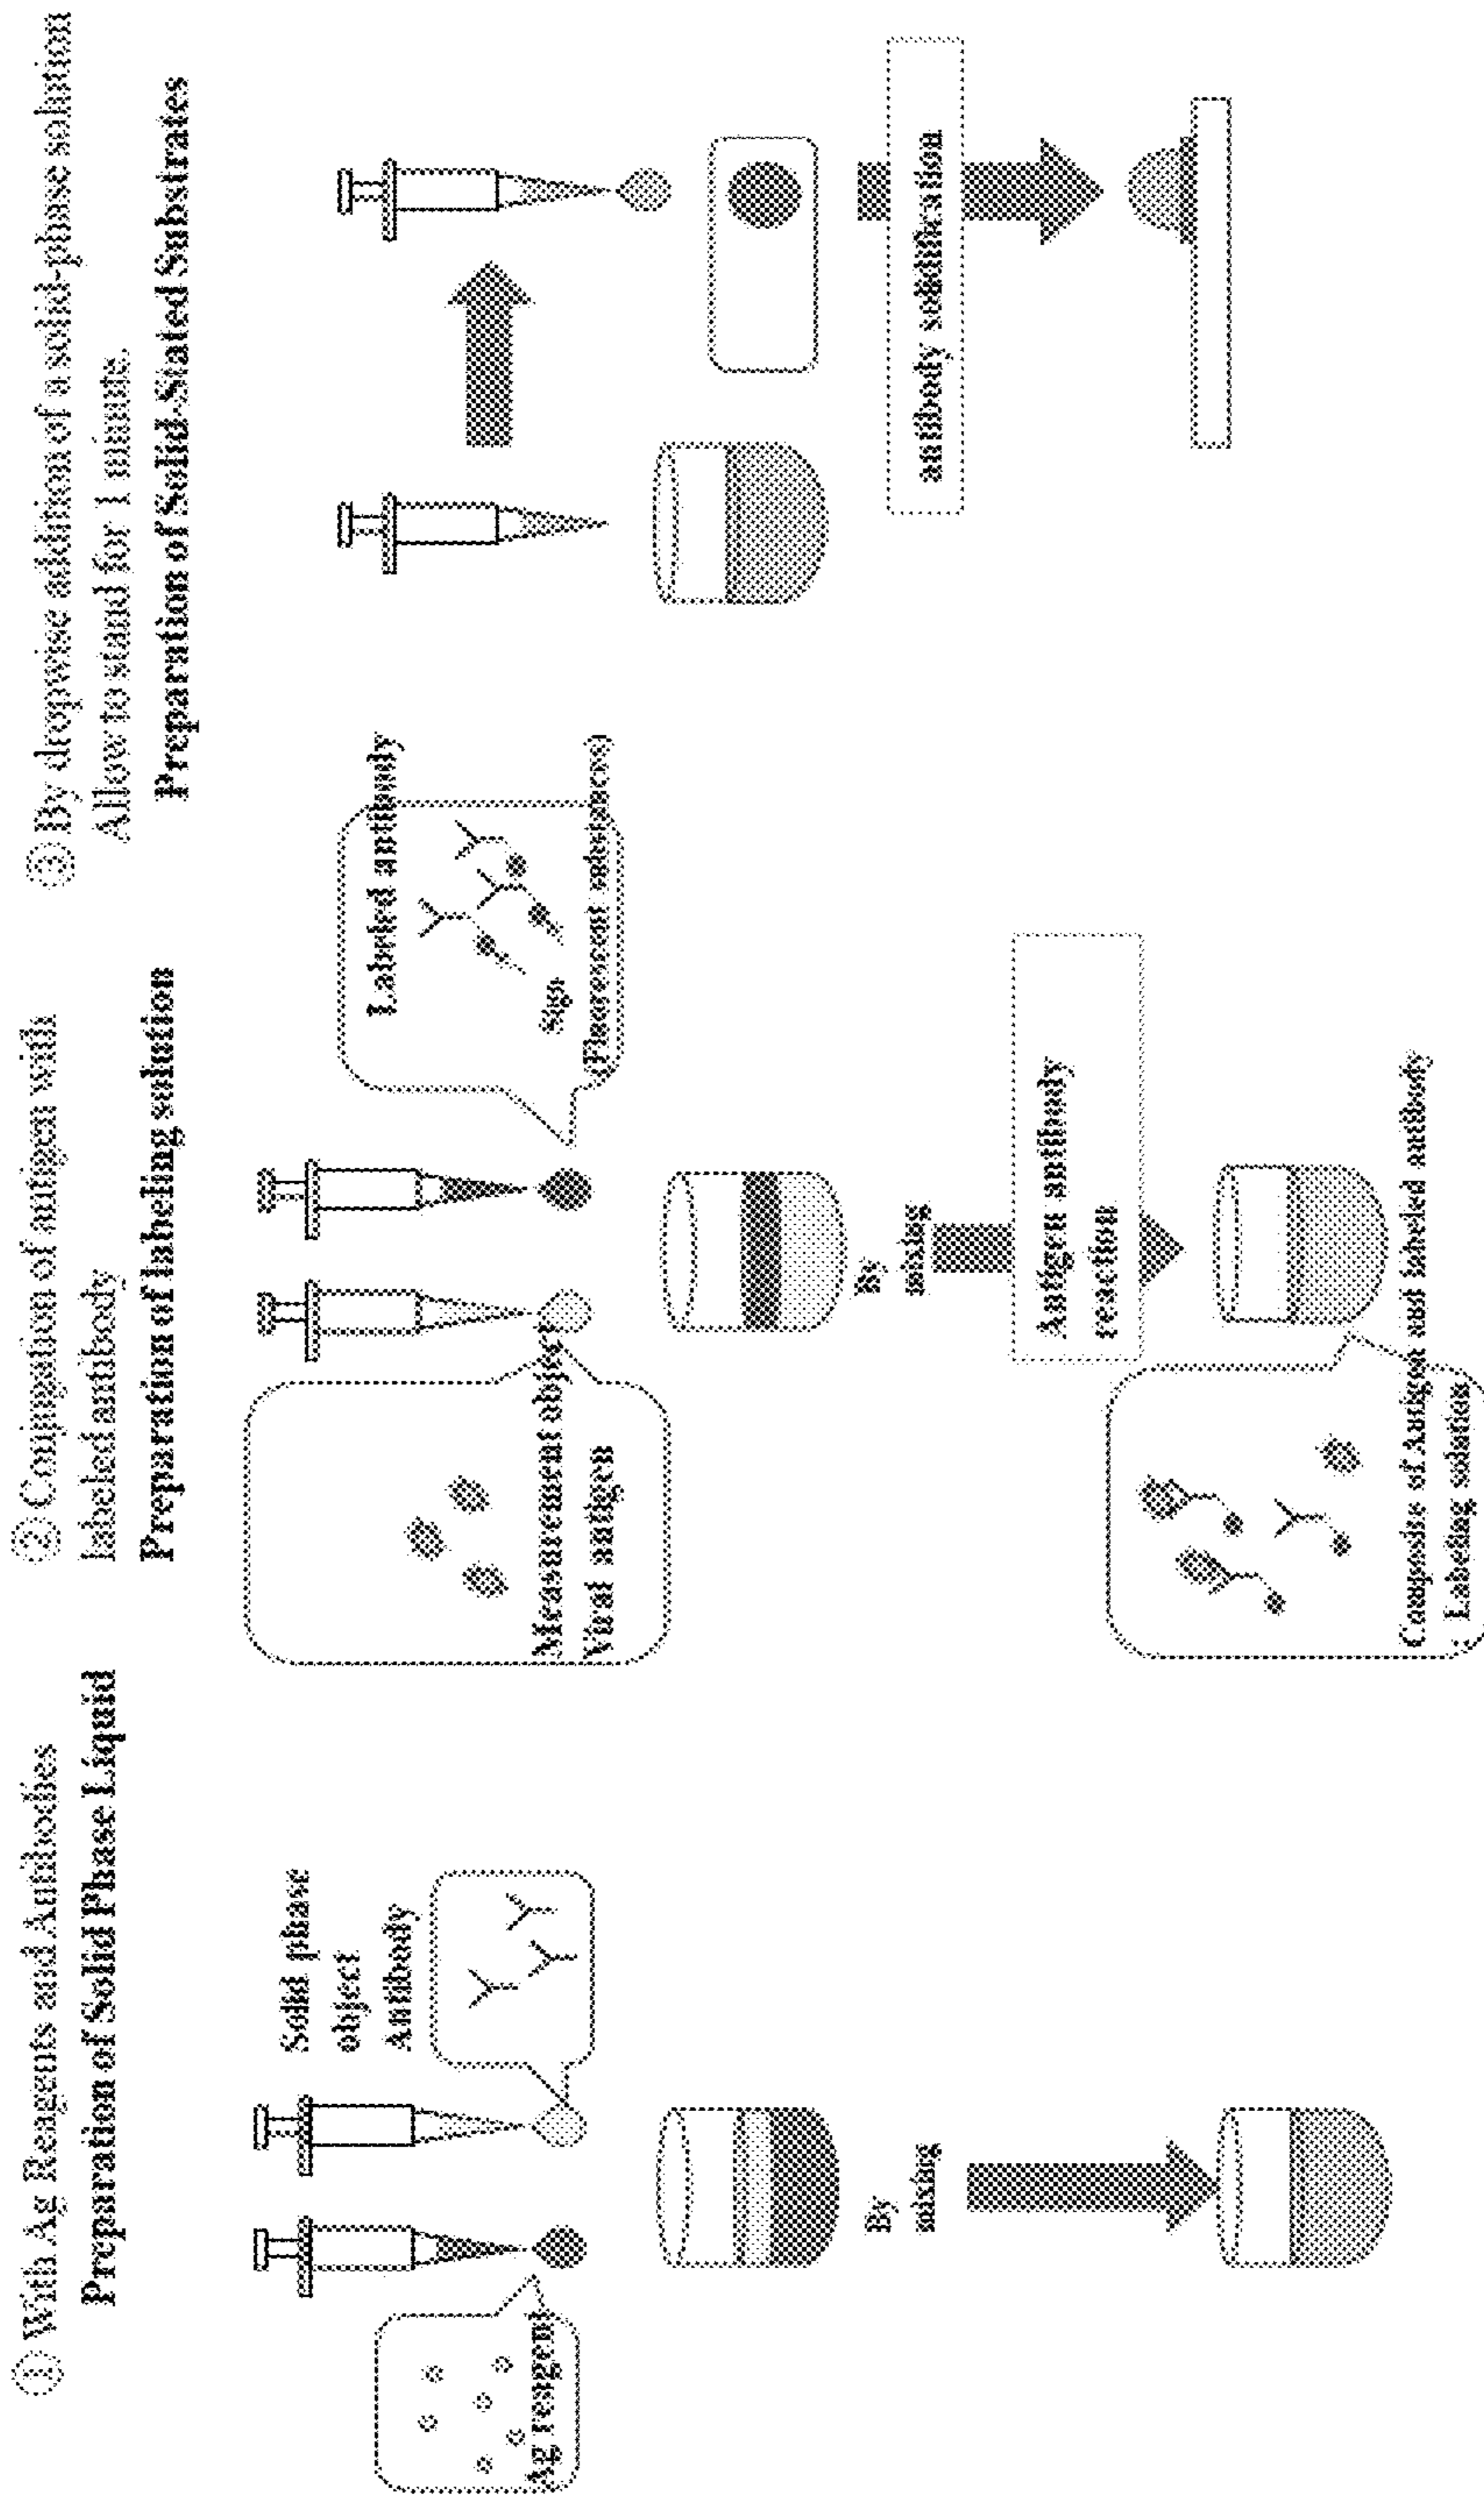 ① With Ag Reagents and Antibodies
Preparation of Solid Phase Liquid
Solid phase
object
Antibody
Ag reagent
By
mixing
② Conjugation of antigen with
labeled antibody
Preparation of labeling solution
Labeled antibody
Sign
(Fluorescent substances)
Measurement object
Viral antigen
By
mixing
Antigen antibody
reaction
Composite of Antigen and labeled antibody
: Labeling solution
③ By dropwise addition of a solid-phase solution
Allow to stand for 1 minute.
Preparation of Solid-Stated Substrates
antibody solidification